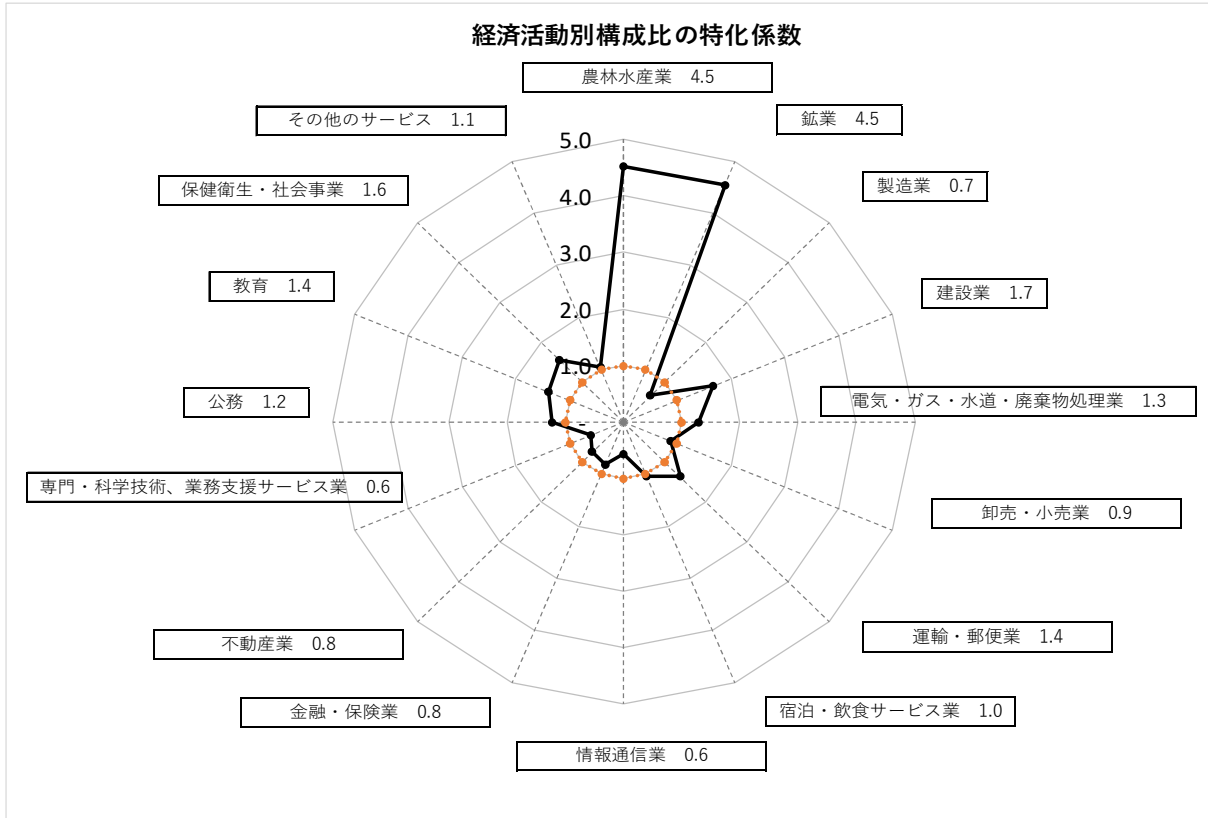 経済活動別構成比の特化係数
農林水産業　4.5
鉱業　4.5
製造業　0.7
建設業　1.7
電気・ガス・水道・廃棄物処理業　1.3
卸売・小売業　0.9
運輸・郵便業　1.4
宿泊・飲食サービス業　1.0
情報通信業　0.6
金融・保険業　0.8
不動産業　0.8
専門・科学技術、業務支援サービス業　0.6
公務　1.2
教育　1.4
保健衛生・社会事業　1.6
その他のサービス　1.1
5.0
4.0
3.0
2.0
1.0
-